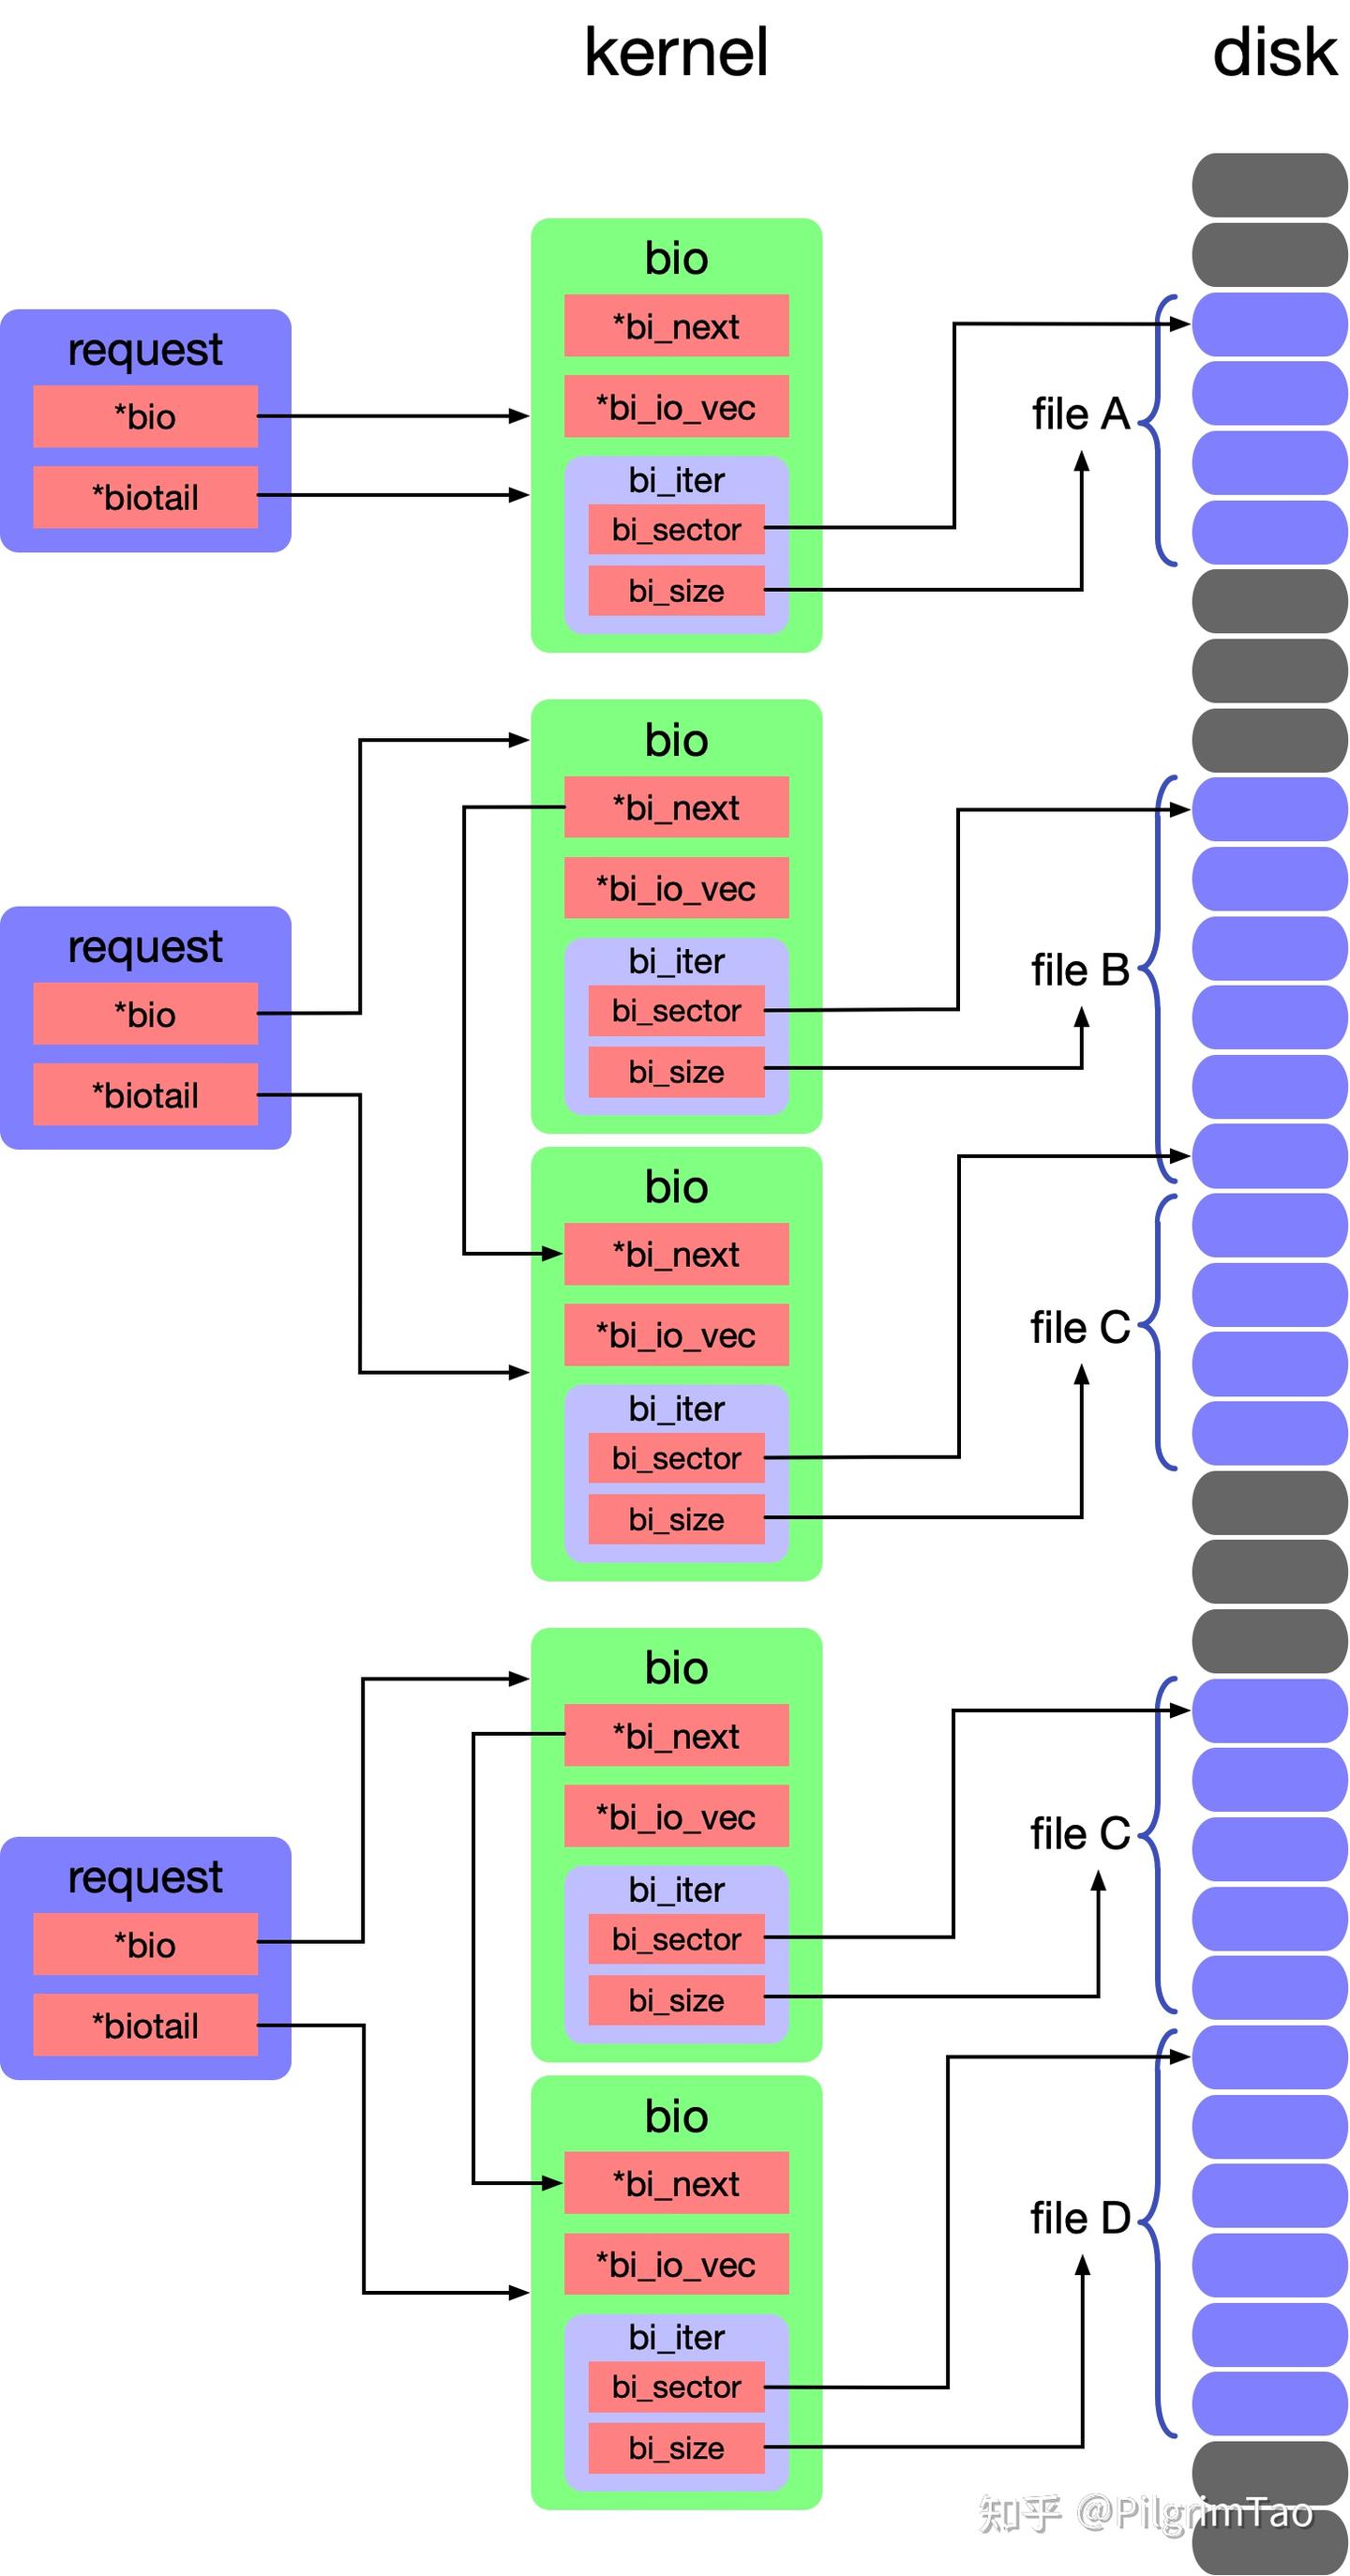 kernel
disk
bio
*bi_next
*bi_io_vec
bi_iter
bi_sector
bi_size
request
*bio
*biotail
file A
bio
*bi_next
*bi_io_vec
bi_iter
bi_sector
bi_size
request
*bio
*biotail
file B
bio
*bi_next
*bi_io_vec
bi_iter
bi_sector
bi_size
file C
bio
*bi_next
*bi_io_vec
bi_iter
bi_sector
bi_size
request
*bio
*biotail
file C
bio
*bi_next
*bi_io_vec
bi_iter
bi_sector
bi_size
file D
知乎 @PilgrimTao